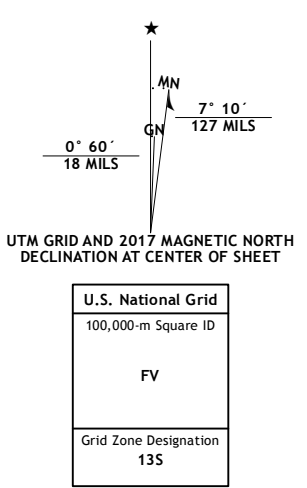 ★
MN
7° 10´
127 MILS
GN
0° 60´
18 MILS
UTM GRID AND 2017 MAGNETIC NORTH
DECLINATION AT CENTER OF SHEET
U.S. National Grid
100,000-m Square ID
FV
Grid Zone Designation
13S